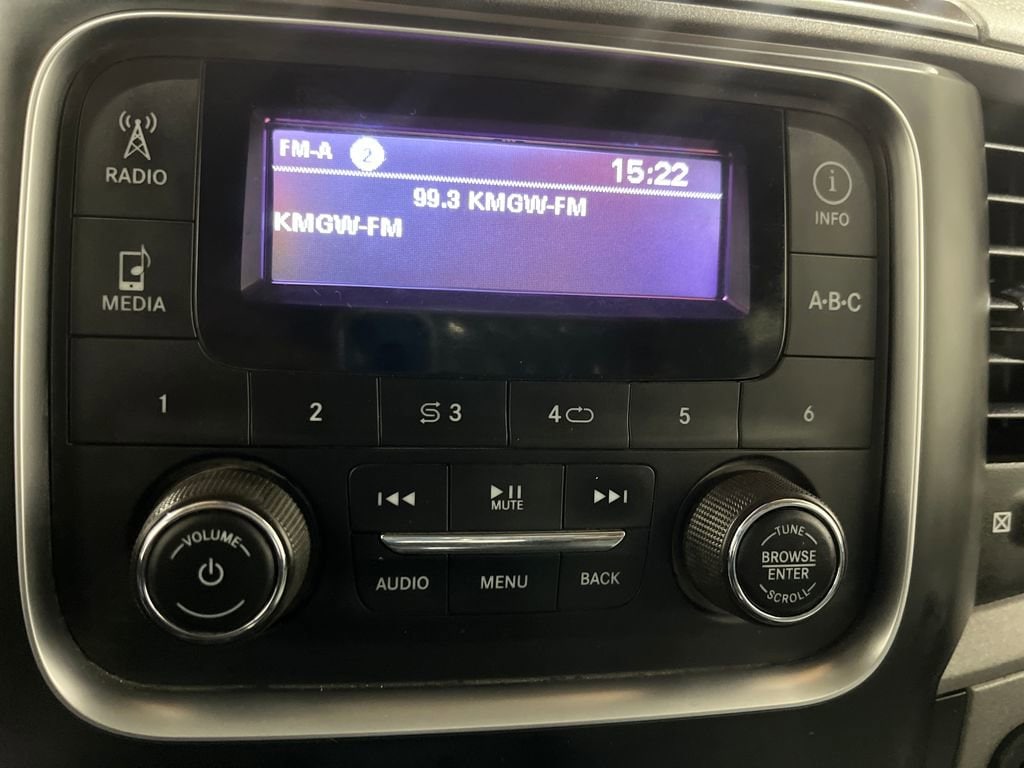 RADIO
FM-A 2 15:22
99.3 KMGW-FM
KMGW-FM
i
INFO
MEDIA
A·B·C
1
2
3
4
5
6
MUTE
VOLUME
AUDIO
MENU
BACK
TUNE
BROWSE
ENTER
SCROLL